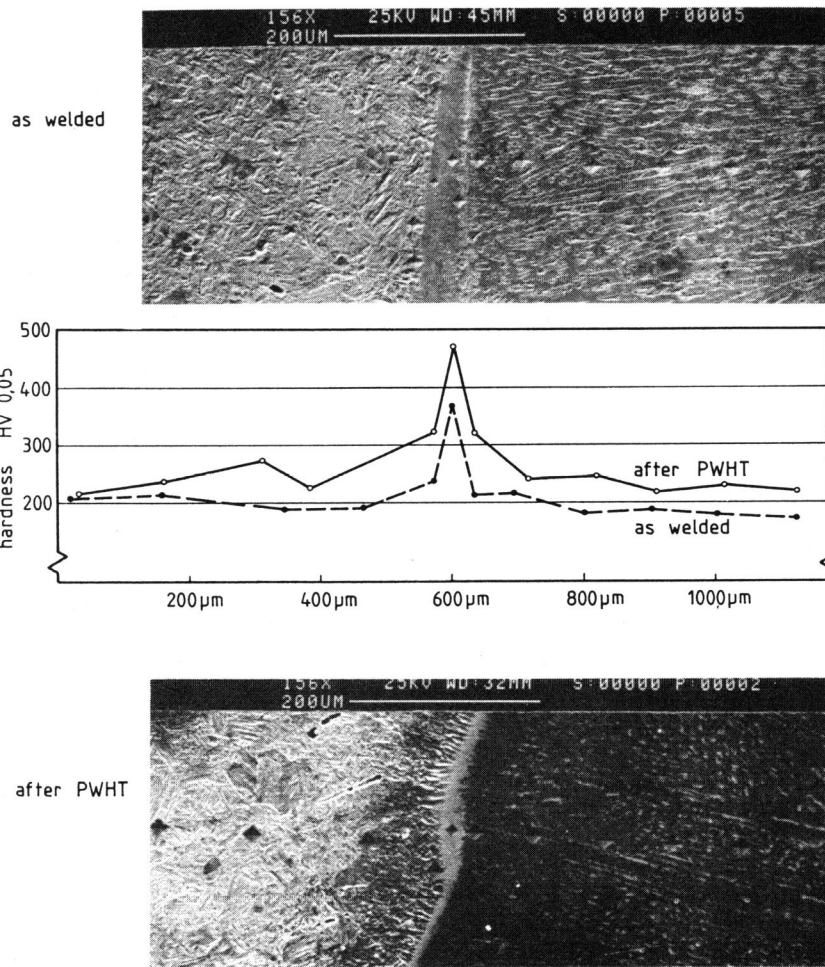 156X 25KV WD:45MM S:00000 P:00005
200UM
as welded
500
400
300
200
hardness HV 0,05
after PWHT
as welded
200µm 400µm 600µm 800µm 1000µm
156X 25KV WD:32MM S:00000 P:00002
200UM
after PWHT